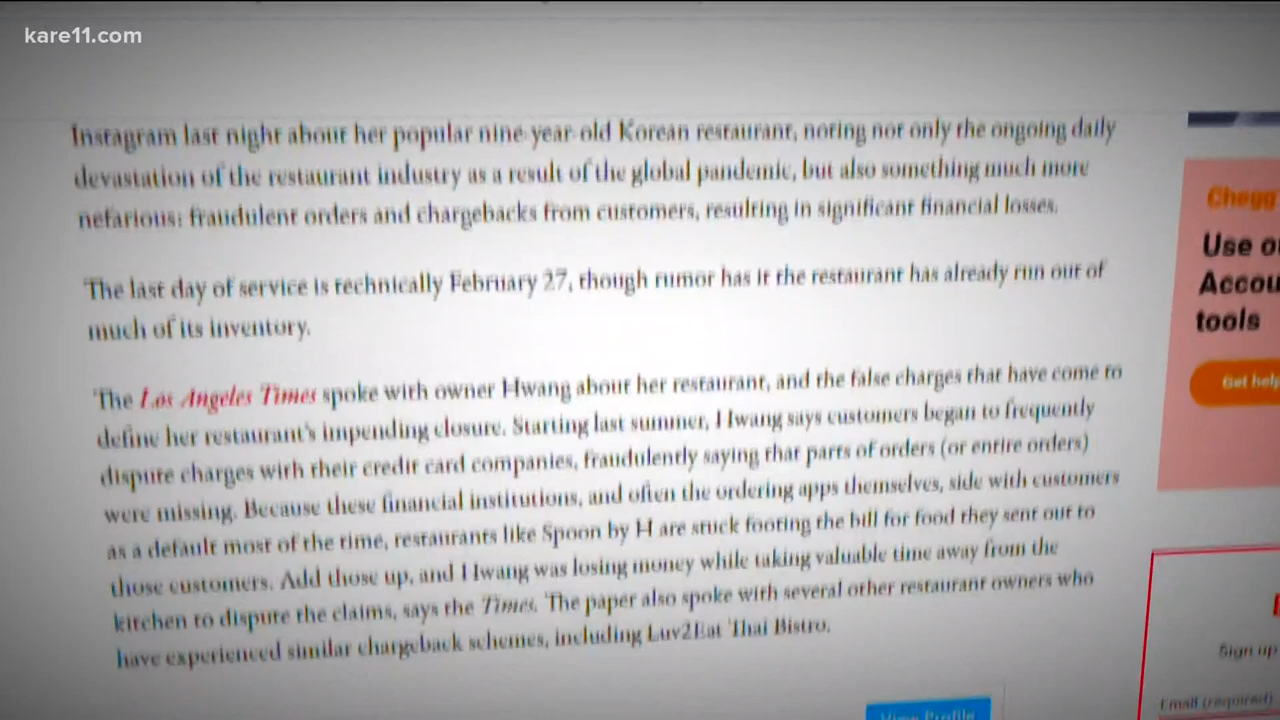 kare11.com
Instagram last night about her popular nine-year-old Korean restaurant, noting not only the ongoing daily
devastation of the restaurant industry as a result of the global pandemic, but also something much more
nefarious: fraudulent orders and chargebacks from customers, resulting in significant financial losses.
The last day of service is technically February 27, though rumor has it the restaurant has already run out of
much of its inventory.
The Los Angeles Times spoke with owner Hwang about her restaurant, and the false charges that have come to
define her restaurant's impending closure. Starting last summer, Hwang says customers began to frequently
dispute charges with their credit card companies, fraudulently saying that parts of orders (or entire orders)
were missing. Because these financial institutions, and often the ordering apps themselves, side with customers
as a default most of the time, restaurants like Spoon by H are stuck footing the bill for food they sent out to
those customers. Add those up, and Hwang was losing money while taking valuable time away from the
kitchen to dispute the claims, says the Times. The paper also spoke with several other restaurant owners who
have experienced similar chargeback schemes, including Luv2Eat Thai Bistro.
View Profile
Chegg
Use o
Accou
tools
Get help
Sign up
Email (required)